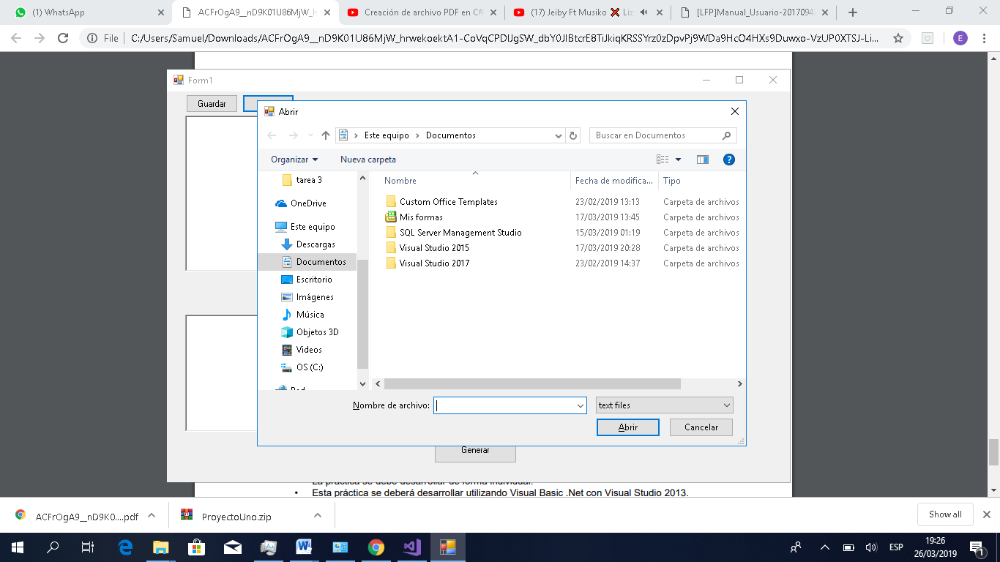 (1) WhatsApp
ACFrOgA9__nD9K01U86MjW_h
Creación de archivo PDF en C#
(17) Jeiby Ft Musiko ❌ Liz
[LFP]Manual_Usuario-2017094
File
C:/Users/Samuel/Downloads/ACFrOgA9__nD9K01U86MjW_hrwekoektA1-CoVqCPDlJgSW_dbY0JlBtcrE8TiJkiqKRSSYrz0zDpvPj9WDa9HcO4HXs9Duwxo-VzUP0XTSJ-Li...
E
Form1
Guardar
Abrir
Este equipo
Documentos
Buscar en Documentos
Organizar
Nueva carpeta
tarea 3
OneDrive
Este equipo
Descargas
Documentos
Escritorio
Imágenes
Música
Objetos 3D
Videos
OS (C:)
Red
Nombre Fecha de modifica... Tipo
Custom Office Templates 23/02/2019 13:13 Carpeta de archivos
Mis formas 17/03/2019 13:45 Carpeta de archivos
SQL Server Management Studio 15/03/2019 01:19 Carpeta de archivos
Visual Studio 2015 17/03/2019 20:28 Carpeta de archivos
Visual Studio 2017 23/02/2019 14:37 Carpeta de archivos
Nombre de archivo:
text files
Abrir
Cancelar
Generar
La práctica se debe desarrollar de forma individual.
• Esta práctica se deberá desarrollar utilizando Visual Basic .Net con Visual Studio 2013.
ACFrOgA9__nD9K0....pdf
ProyectoUno.zip
Show all
ESP
19:26
26/03/2019
1